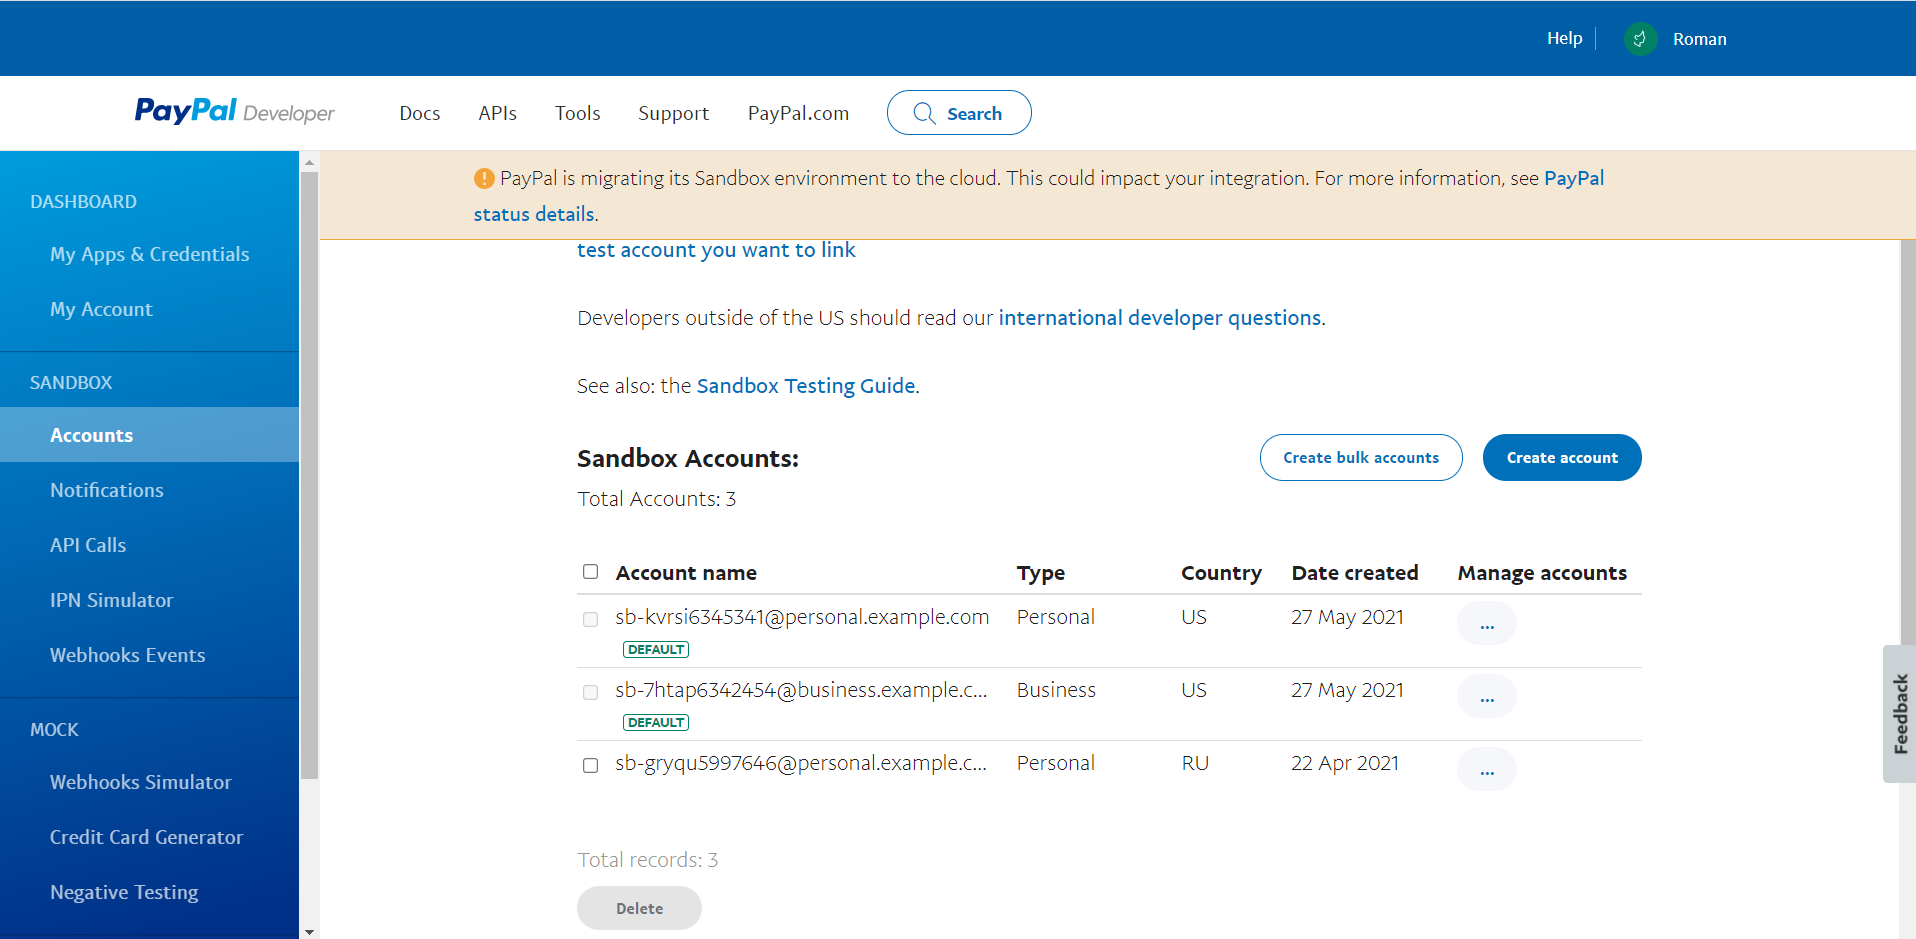 Help
Roman
PayPal Developer
Docs
APIs
Tools
Support
PayPal.com
Search
DASHBOARD
My Apps & Credentials
My Account
SANDBOX
Accounts
Notifications
API Calls
IPN Simulator
Webhooks Events
MOCK
Webhooks Simulator
Credit Card Generator
Negative Testing
PayPal is migrating its Sandbox environment to the cloud. This could impact your integration. For more information, see PayPal
status details.
test account you want to link
Developers outside of the US should read our international developer questions.
See also: the Sandbox Testing Guide.
Sandbox Accounts:
Total Accounts: 3
Create bulk accounts
Create account
Account name Type Country Date created Manage accounts
sb-kvrsi6345341@personal.example.com Personal US 27 May 2021 ...
DEFAULT
sb-7htap6342454@business.example.c... Business US 27 May 2021 ...
DEFAULT
sb-gryqu5997646@personal.example.c... Personal RU 22 Apr 2021 ...
Total records: 3
Delete
Feedback